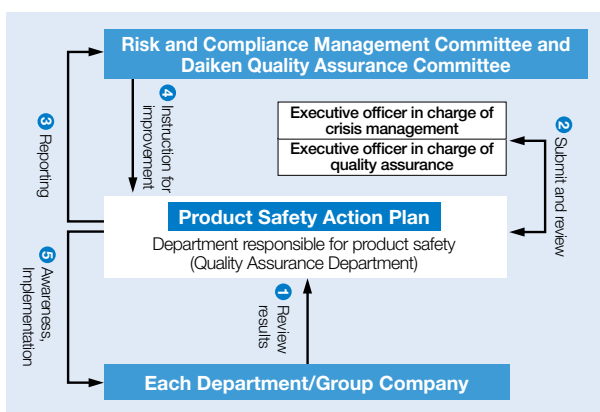 Risk and Compliance Management Committee and
Daiken Quality Assurance Committee
3 Reporting
4 Instruction for
improvement
Executive officer in charge of
crisis management
Executive officer in charge of
quality assurance
2 Submit and review
Product Safety Action Plan
Department responsible for product safety
(Quality Assurance Department)
5 Awareness,
Implementation
1 Review
results
Each Department/Group Company